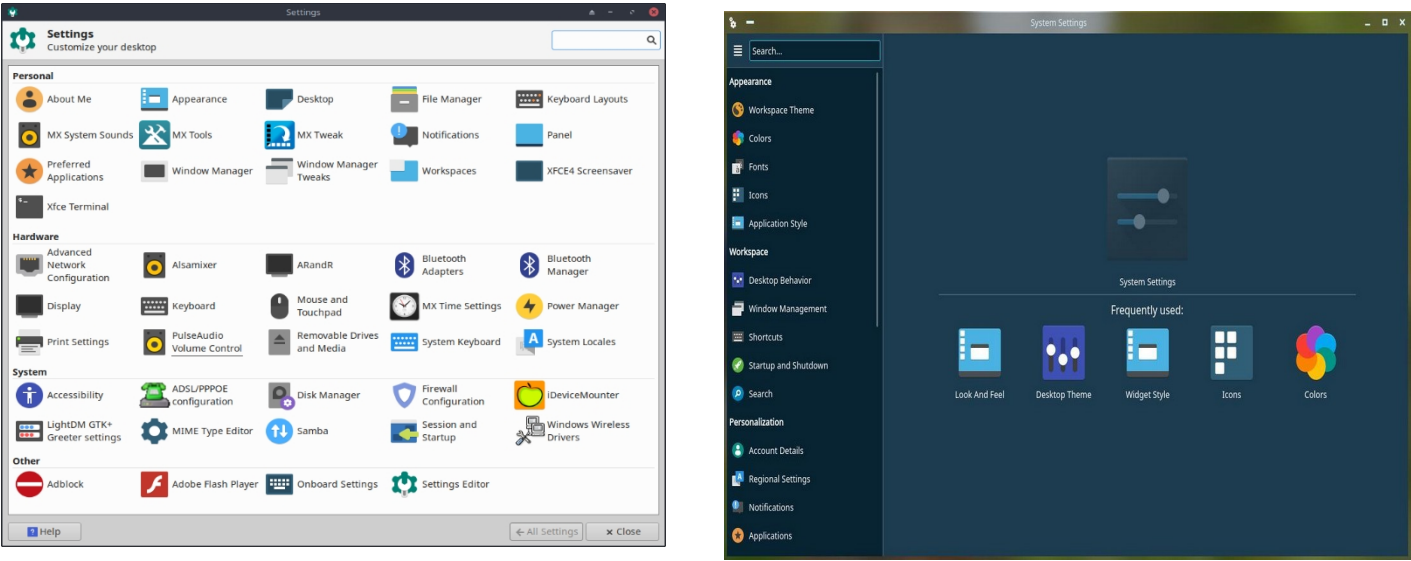 Settings
Settings
Customize your desktop
Personal
About Me
Appearance
Desktop
File Manager
Keyboard Layouts
MX System Sounds
MX Tools
MX Tweak
Notifications
Panel
Preferred
Applications
Window Manager
Window Manager
Tweaks
Workspaces
XFCE4 Screensaver
Xfce Terminal
Hardware
Advanced
Network
Configuration
Alsamixer
ARandR
Bluetooth
Adapters
Bluetooth
Manager
Display
Keyboard
Mouse and
Touchpad
MX Time Settings
Power Manager
Print Settings
PulseAudio
Volume Control
Removable Drives
and Media
System Keyboard
System Locales
System
Accessibility
ADSL/PPPOE
configuration
Disk Manager
Firewall
Configuration
iDeviceMounter
LightDM GTK+
Greeter settings
MIME Type Editor
Samba
Session and
Startup
Windows Wireless
Drivers
Other
Adblock
Adobe Flash Player
Onboard Settings
Settings Editor
Help
All Settings
Close
System Settings
Search...
Appearance
Workspace Theme
Colors
Fonts
Icons
Application Style
Workspace
Desktop Behavior
Window Management
Shortcuts
Startup and Shutdown
Search
Personalization
Account Details
Regional Settings
Notifications
Applications
System Settings
Frequently used:
Look And Feel
Desktop Theme
Widget Style
Icons
Colors